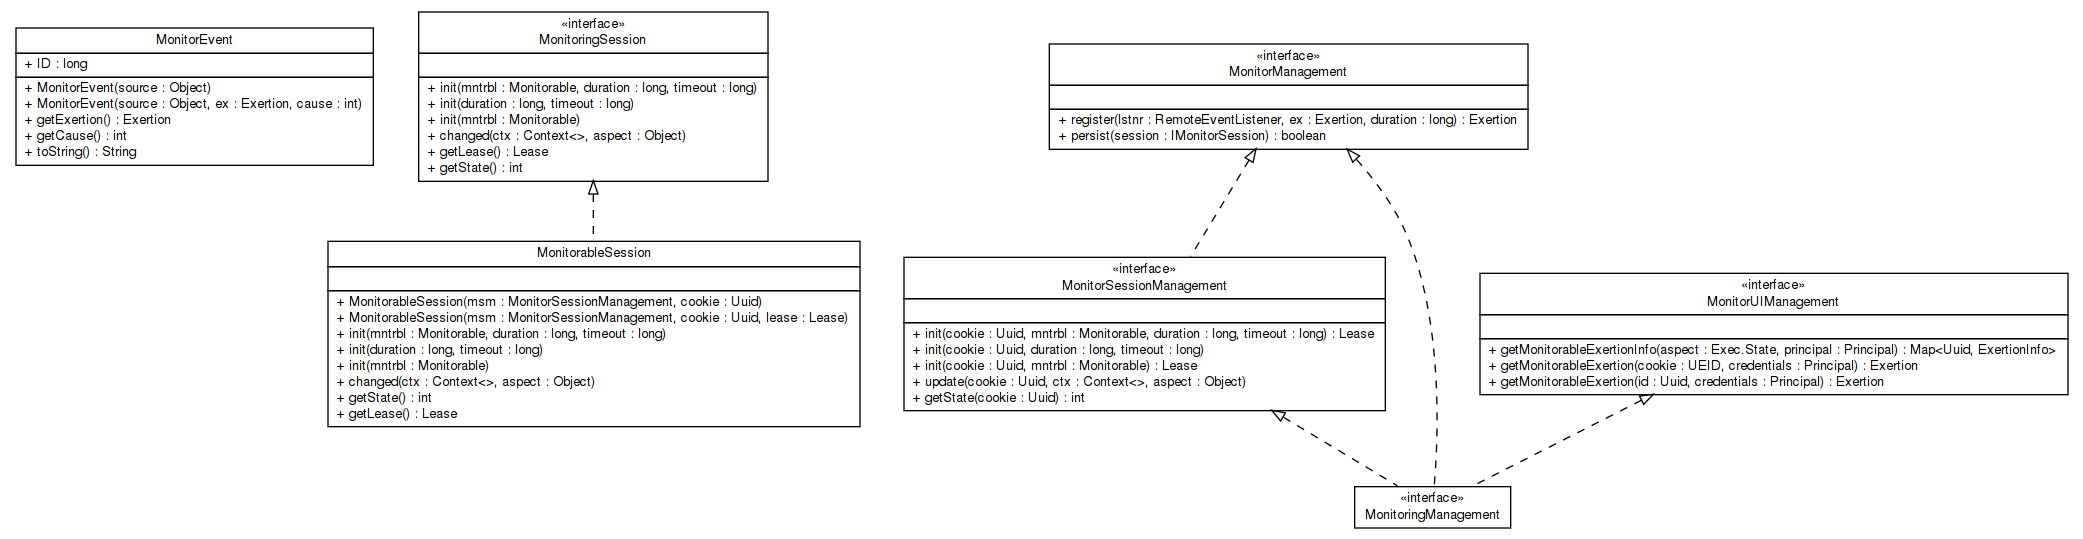 MonitorEvent
+ ID : long
+ MonitorEvent(source : Object)
+ MonitorEvent(source : Object, ex : Exertion, cause : int)
+ getExertion() : Exertion
+ getCause() : int
+ toString() : String
«interface»
MonitoringSession
+ init(mntrbl : Monitorable, duration : long, timeout : long)
+ init(duration : long, timeout : long)
+ init(mntrbl : Monitorable)
+ changed(ctx : Context<>, aspect : Object)
+ getLease() : Lease
+ getState() : int
MonitorableSession
+ MonitorableSession(msm : MonitorSessionManagement, cookie : Uuid)
+ MonitorableSession(msm : MonitorSessionManagement, cookie : Uuid, lease : Lease)
+ init(mntrbl : Monitorable, duration : long, timeout : long)
+ init(duration : long, timeout : long)
+ init(mntrbl : Monitorable)
+ changed(ctx : Context<>, aspect : Object)
+ getState() : int
+ getLease() : Lease
«interface»
MonitorManagement
+ register(lstnr : RemoteEventListener, ex : Exertion, duration : long) : Exertion
+ persist(session : IMonitorSession) : boolean
«interface»
MonitorSessionManagement
+ init(cookie : Uuid, mntrbl : Monitorable, duration : long, timeout : long) : Lease
+ init(cookie : Uuid, duration : long, timeout : long)
+ init(cookie : Uuid, mntrbl : Monitorable) : Lease
+ update(cookie : Uuid, ctx : Context<>, aspect : Object)
+ getState(cookie : Uuid) : int
«interface»
MonitorUIManagement
+ getMonitorableExertionInfo(aspect : Exec.State, principal : Principal) : Map<Uuid, ExertionInfo>
+ getMonitorableExertion(cookie : UEID, credentials : Principal) : Exertion
+ getMonitorableExertion(id : Uuid, credentials : Principal) : Exertion
«interface»
MonitoringManagement